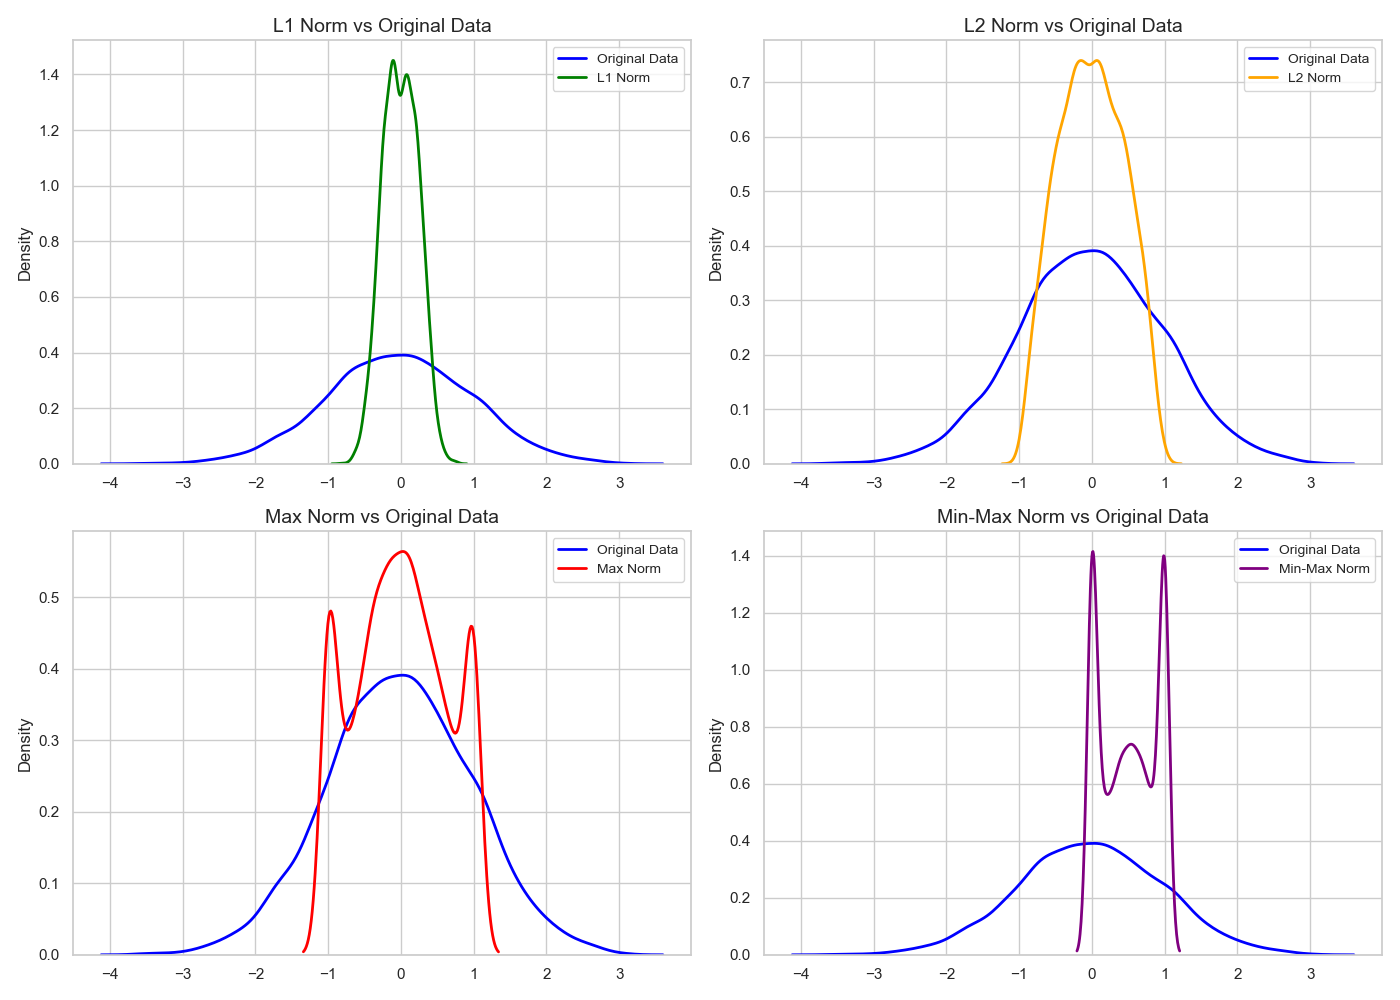 L1 Norm vs Original Data
Original Data
L1 Norm
Density
1.4
1.2
1.0
0.8
0.6
0.4
0.2
0.0
−4 −3 −2 −1 0 1 2 3
L2 Norm vs Original Data
Original Data
L2 Norm
Density
0.7
0.6
0.5
0.4
0.3
0.2
0.1
0.0
−4 −3 −2 −1 0 1 2 3
Max Norm vs Original Data
Original Data
Max Norm
Density
0.5
0.4
0.3
0.2
0.1
0.0
−4 −3 −2 −1 0 1 2 3
Min-Max Norm vs Original Data
Original Data
Min-Max Norm
Density
1.4
1.2
1.0
0.8
0.6
0.4
0.2
0.0
−4 −3 −2 −1 0 1 2 3